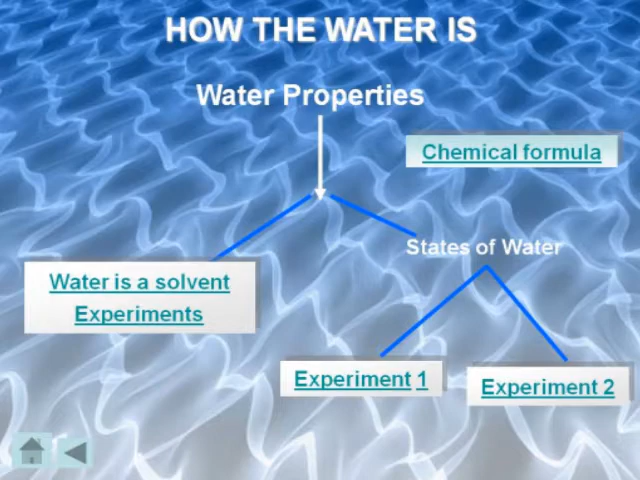 HOW THE WATER IS
Water Properties
Chemical formula
States of Water
Water is a solvent
Experiments
Experiment 1
Experiment 2